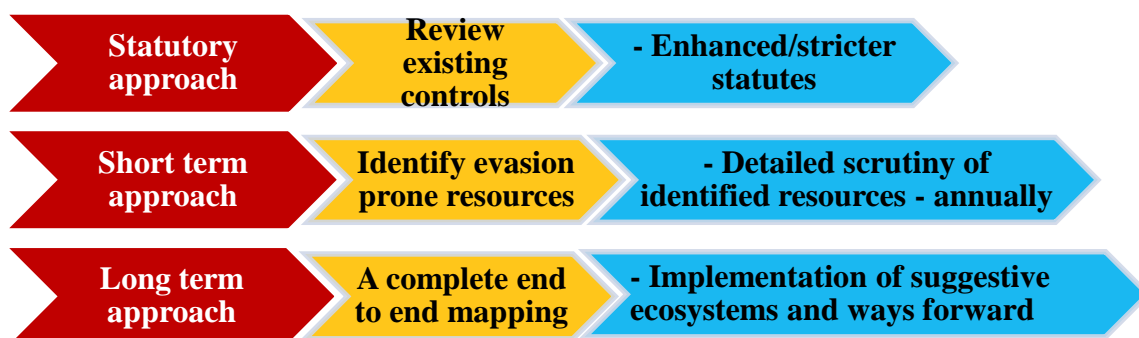 Statutory
approach
Review
existing
controls
- Enhanced/stricter
statutes
Short term
approach
Identify evasion
prone resources
- Detailed scrutiny of
identified resources - annually
Long term
approach
A complete end
to end mapping
- Implementation of suggestive
ecosystems and ways forward